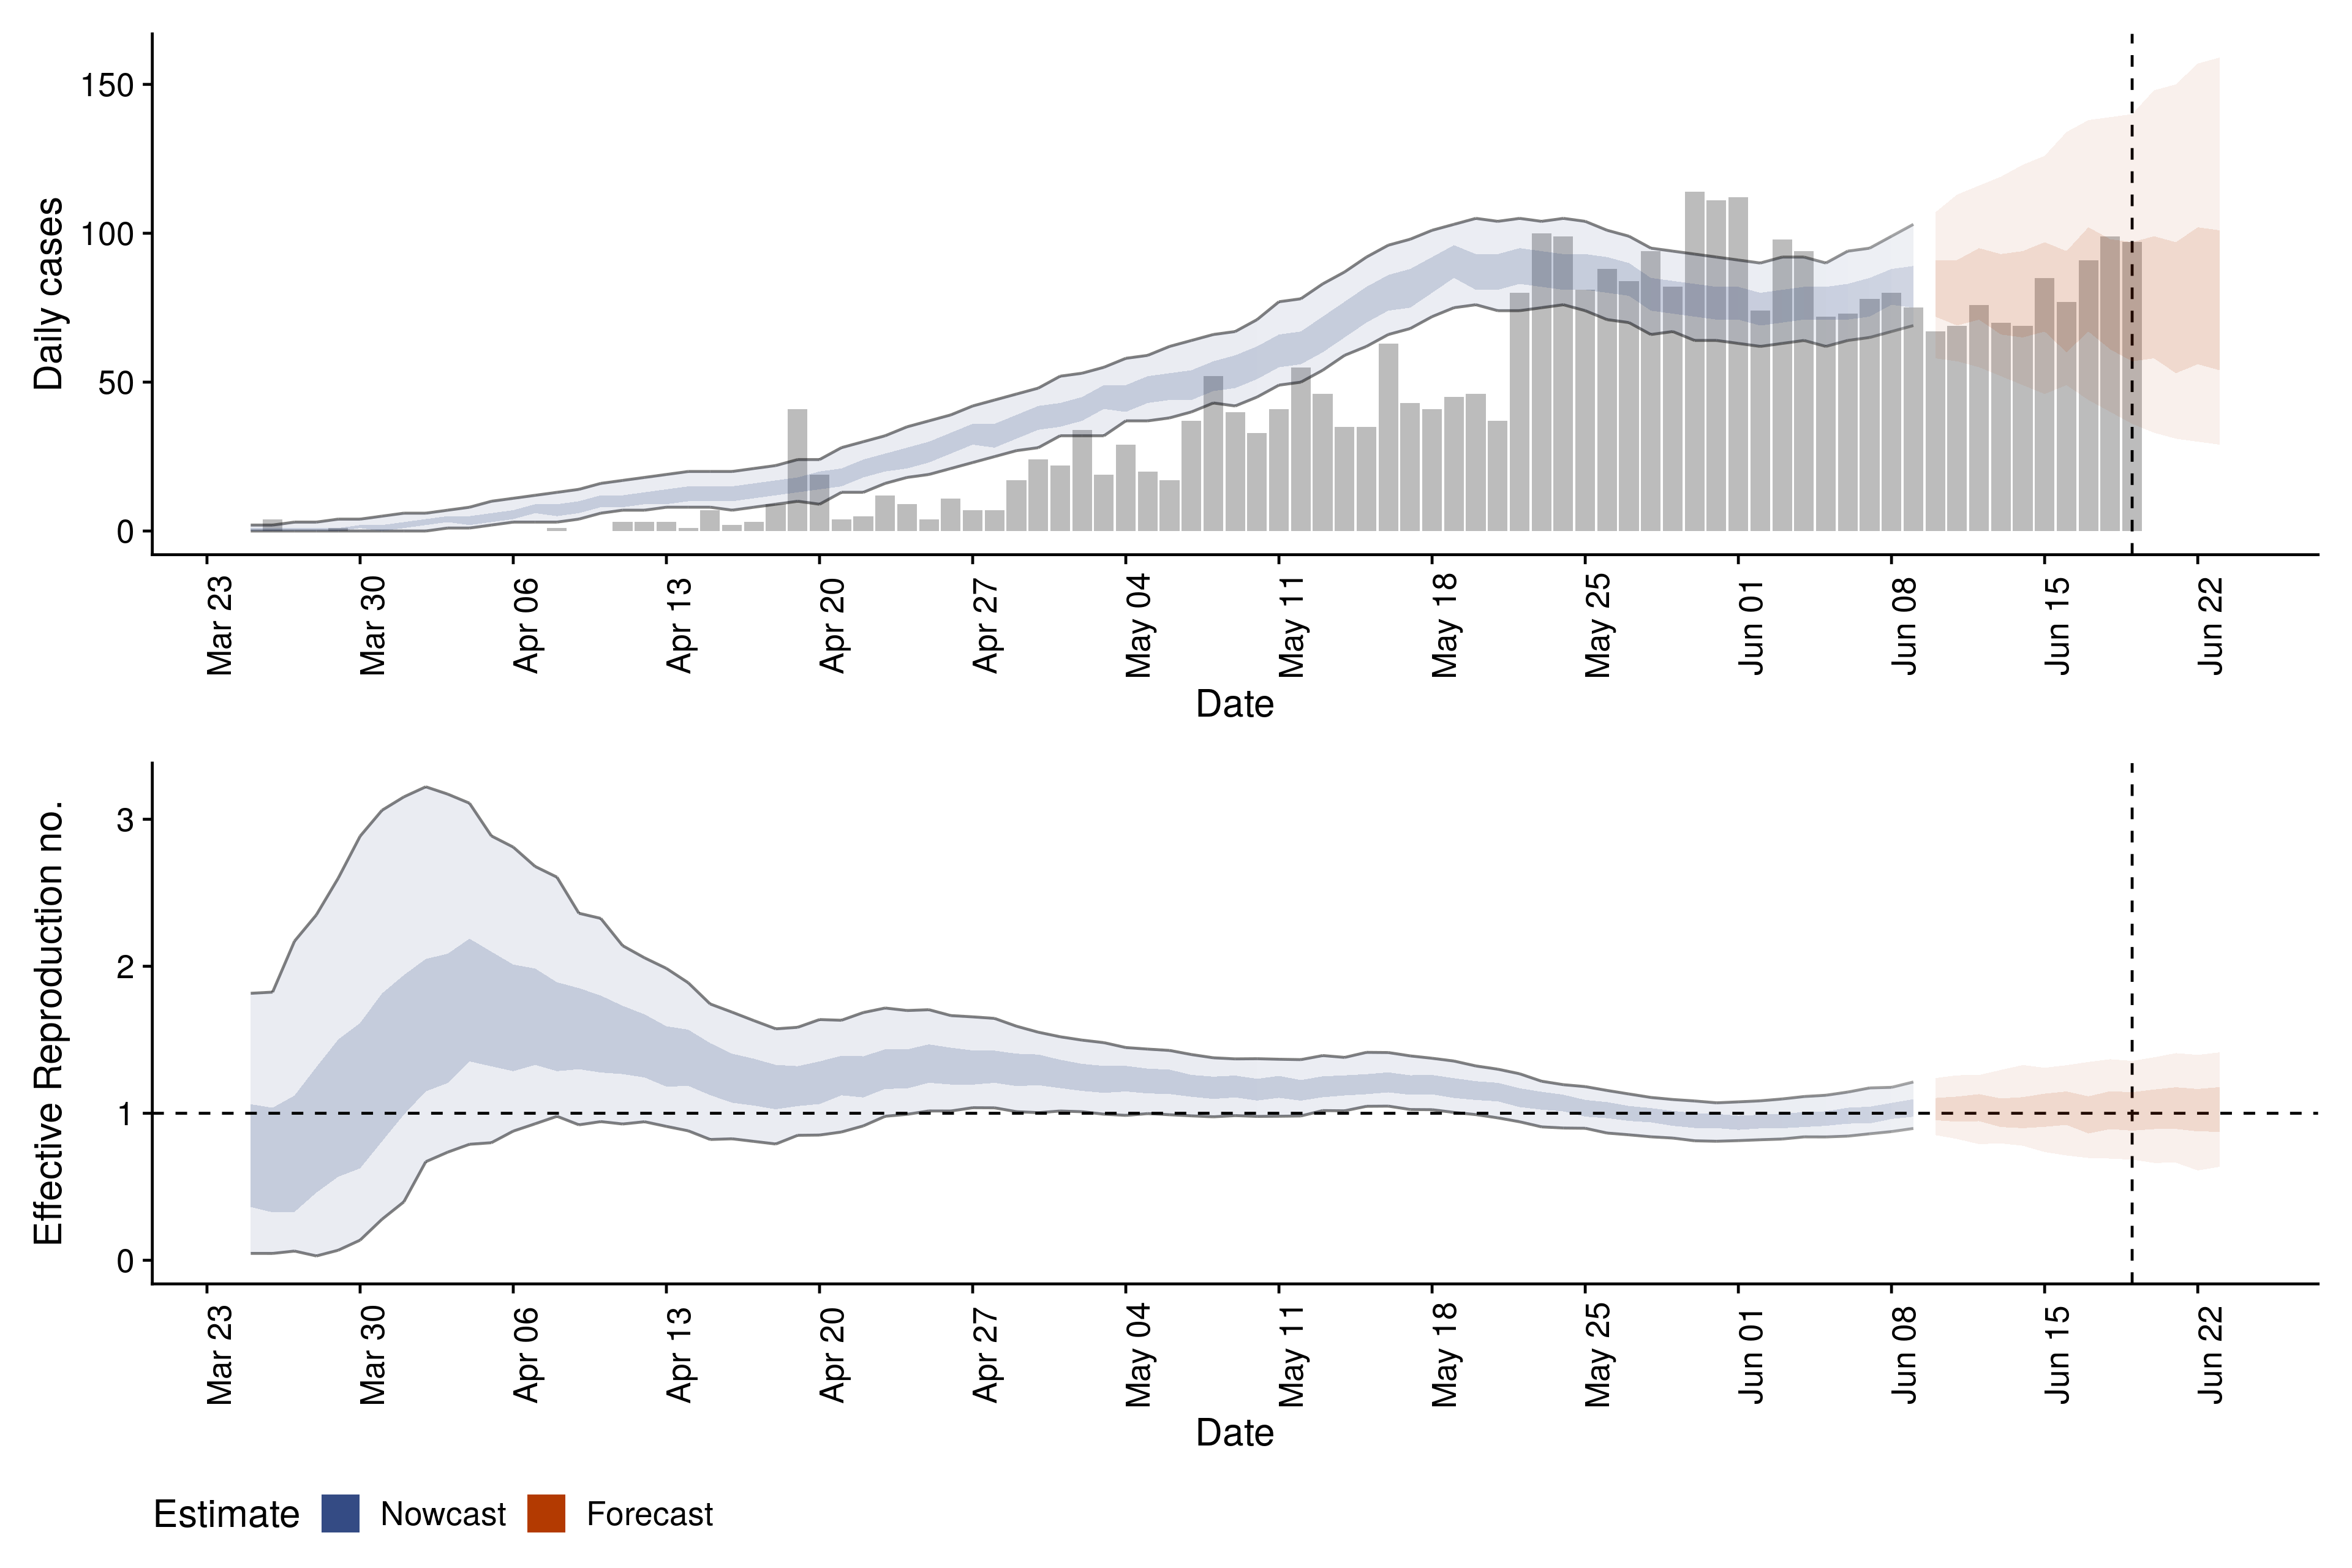 Daily cases
150
100
50
0
Mar 23
Mar 30
Apr 06
Apr 13
Apr 20
Apr 27
May 04
May 11
May 18
May 25
Jun 01
Jun 08
Jun 15
Jun 22
Date
Effective Reproduction no.
3
2
1
0
Mar 23
Mar 30
Apr 06
Apr 13
Apr 20
Apr 27
May 04
May 11
May 18
May 25
Jun 01
Jun 08
Jun 15
Jun 22
Date
Estimate Nowcast Forecast